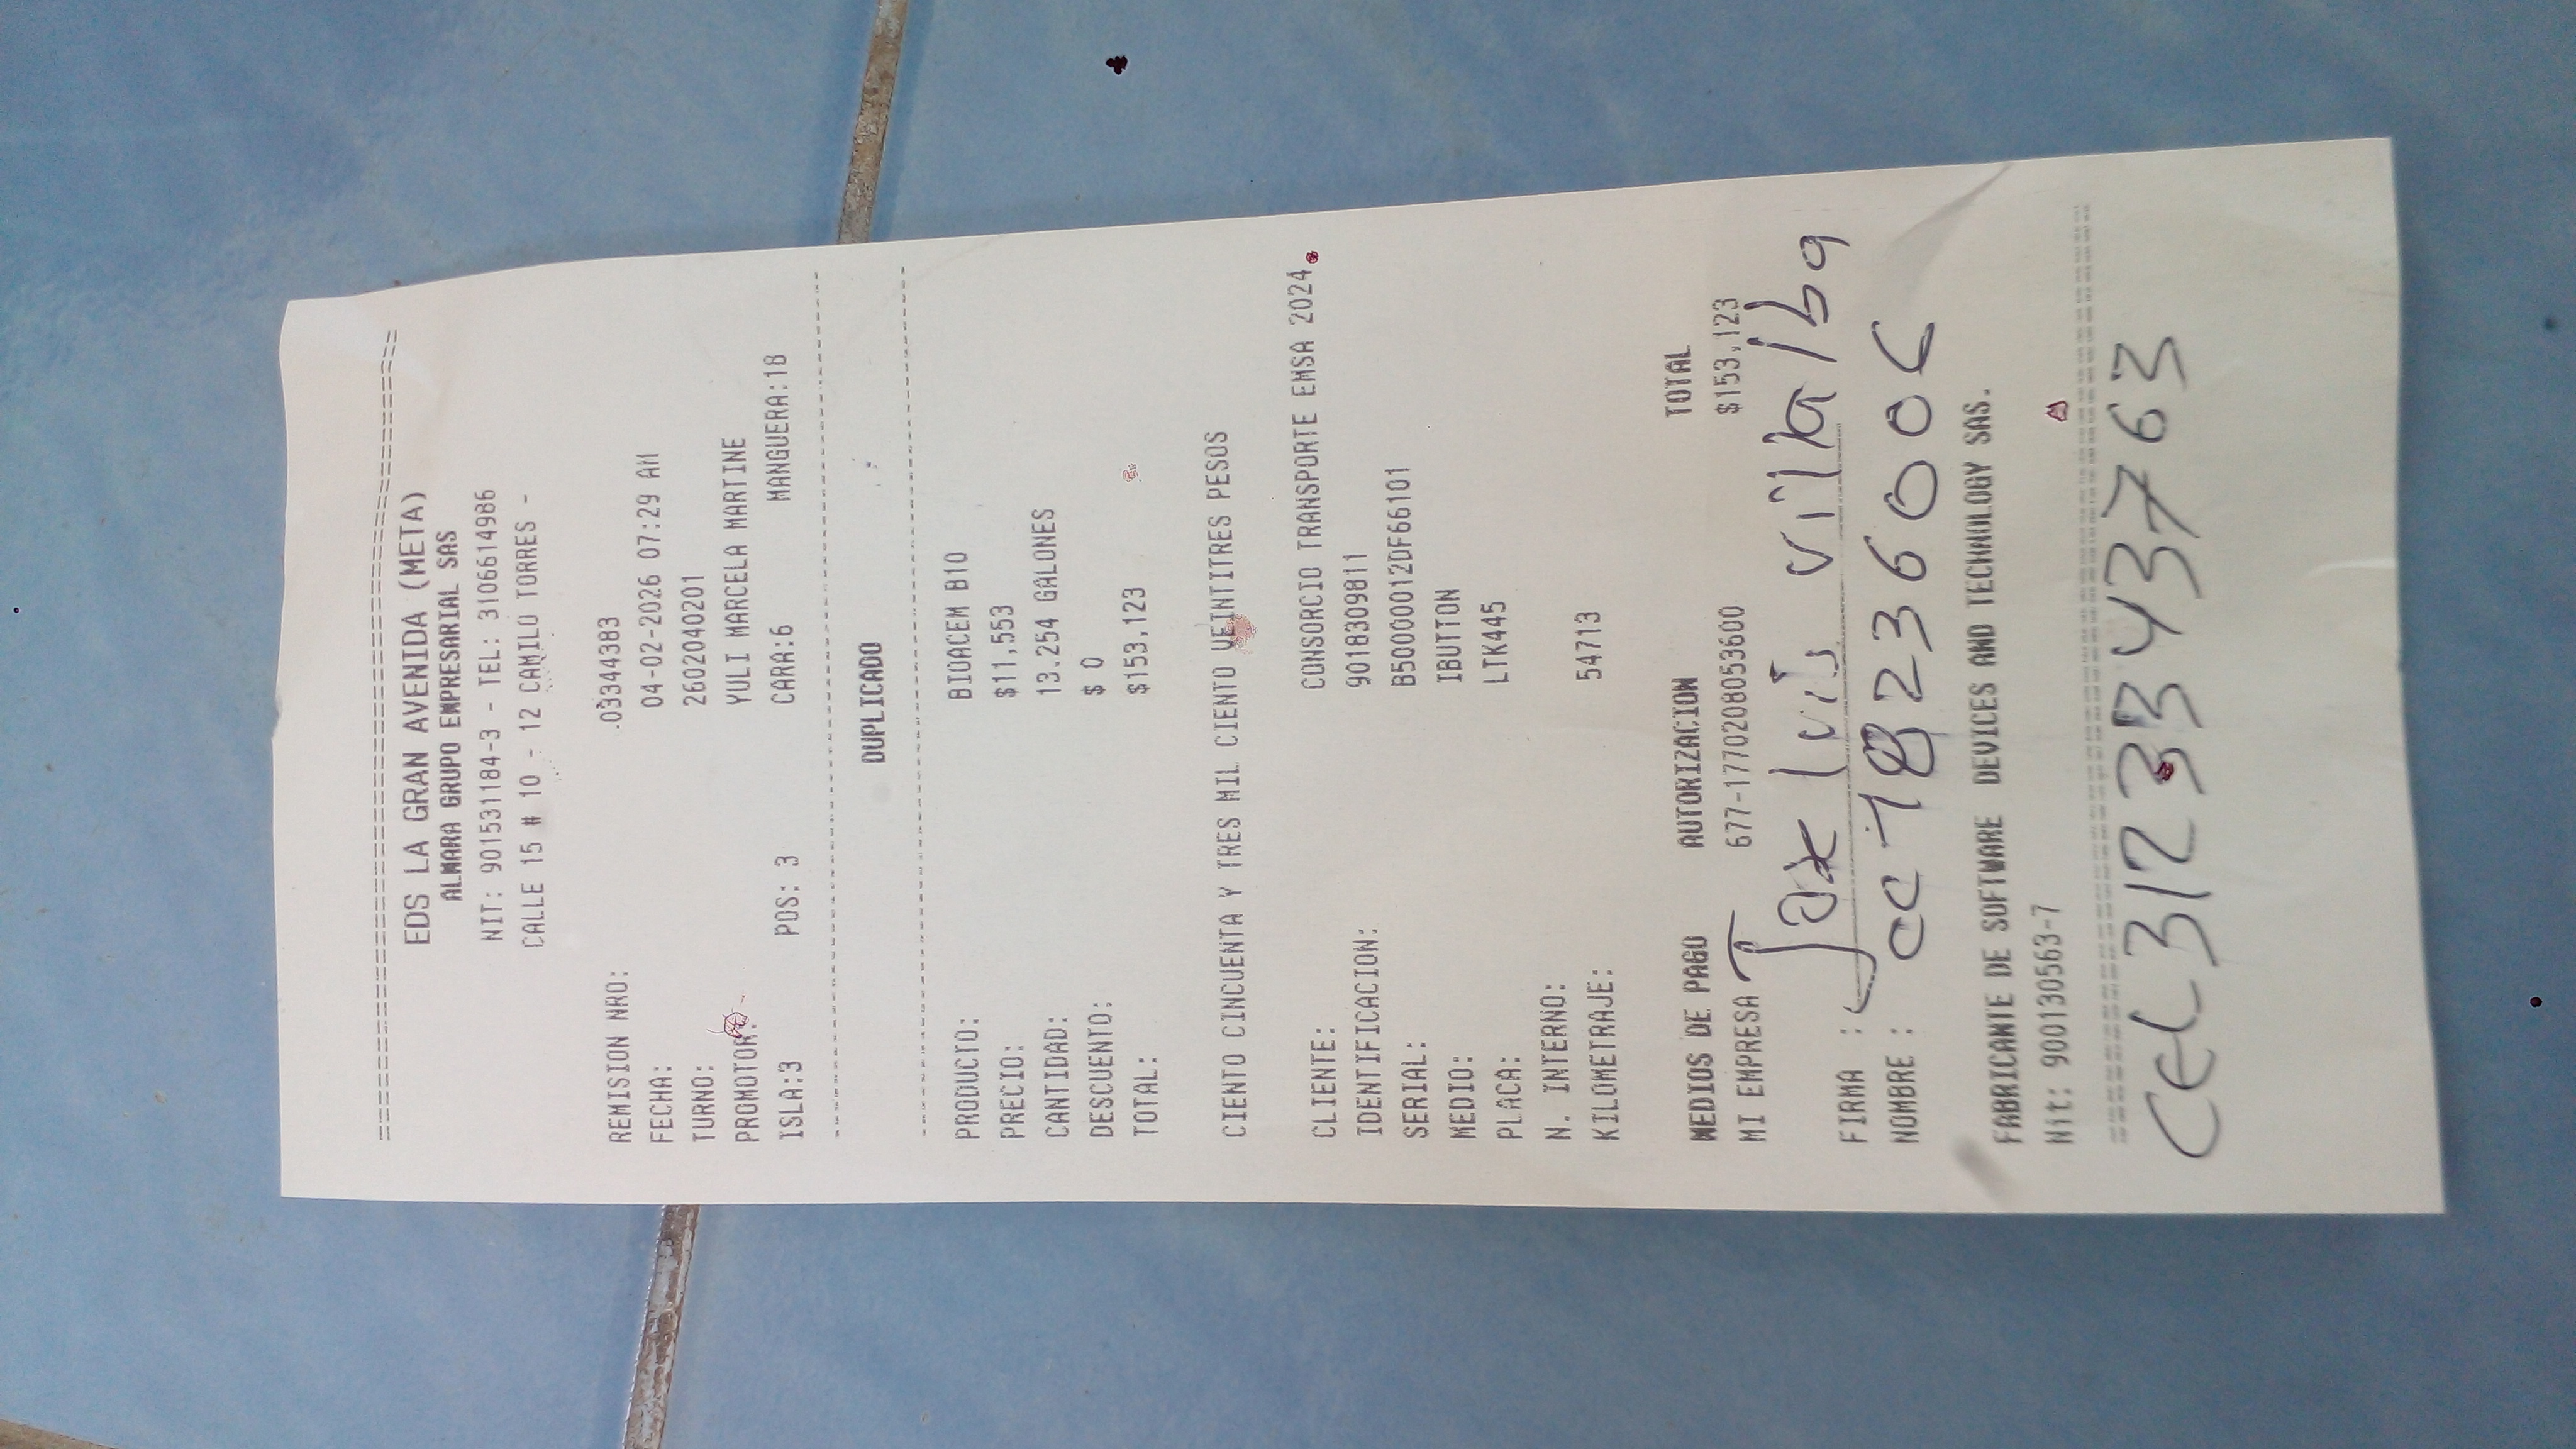 ================================================
EDS LA GRAN AVENIDA (META)
ALMARA GRUPO EMPRESARIAL SAS
NIT: 901531184-3 - TEL: 3106614986
CALLE 15 # 10 - 12 CAMILO TORRES -
REMISION NRO: 03344383
FECHA: 04-02-2026 07:29 AM
TURNO: 2602040201
PROMOTOR: YULI MARCELA MARTINE
ISLA:3 POS: 3 CARA:6 MANGUERA:18
------------------------------------------------
DUPLICADO
------------------------------------------------
PRODUCTO: BIOACEM B10
PRECIO: $11,553
CANTIDAD: 13.254 GALONES
DESCUENTO: $ 0
TOTAL: $153,123
CIENTO CINCUENTA Y TRES MIL CIENTO VEINTITRES PESOS
CLIENTE: CONSORCIO TRANSPORTE EMSA 2024
IDENTIFICACION: 9018309811
SERIAL: B50000012DF66101
MEDIO: IBUTTON
PLACA: LTK445
N. INTERNO:
KILOMETRAJE: 54713
MEDIOS DE PAGO AUTORIZACION TOTAL
MI EMPRESA 677-1770208053600 $153,123
FIRMA : luis villalba
NOMBRE : cc 18236006
FABRICANTE DE SOFTWARE DEVICES AND TECHNOLOGY SAS.
Nit: 900130563-7
================================================
cel 3123343763